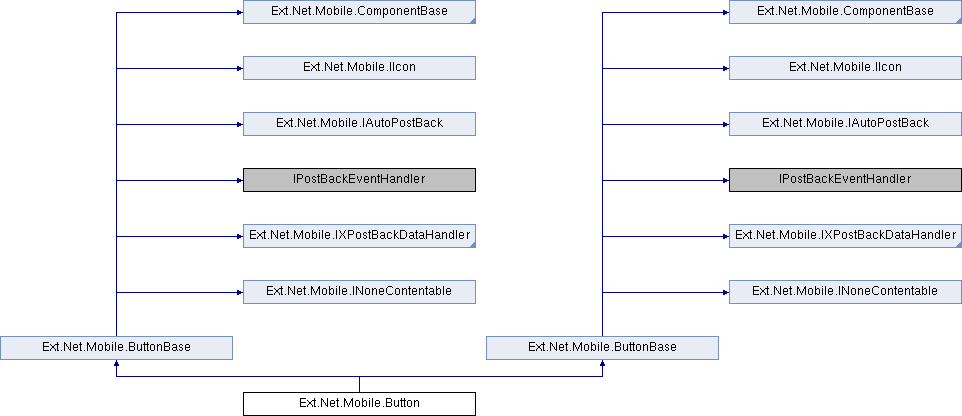 Ext.Net.Mobile.ComponentBase
Ext.Net.Mobile.ComponentBase
Ext.Net.Mobile.IIcon
Ext.Net.Mobile.IIcon
Ext.Net.Mobile.IAutoPostBack
Ext.Net.Mobile.IAutoPostBack
IPostBackEventHandler
IPostBackEventHandler
Ext.Net.Mobile.IXPostBackDataHandler
Ext.Net.Mobile.IXPostBackDataHandler
Ext.Net.Mobile.INoneContentable
Ext.Net.Mobile.INoneContentable
Ext.Net.Mobile.ButtonBase
Ext.Net.Mobile.ButtonBase
Ext.Net.Mobile.Button